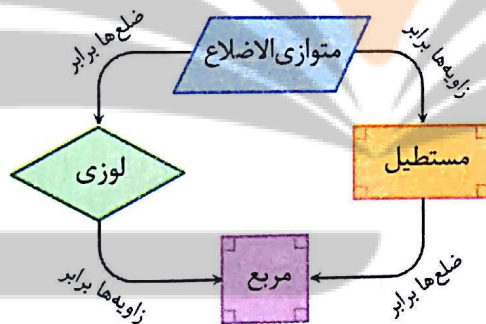 متوازی‌الاضلاع
زاویه‌ها برابر
ضلع‌ها برابر
مستطیل
لوزی
مربع
ضلع‌ها برابر
زاویه‌ها برابر